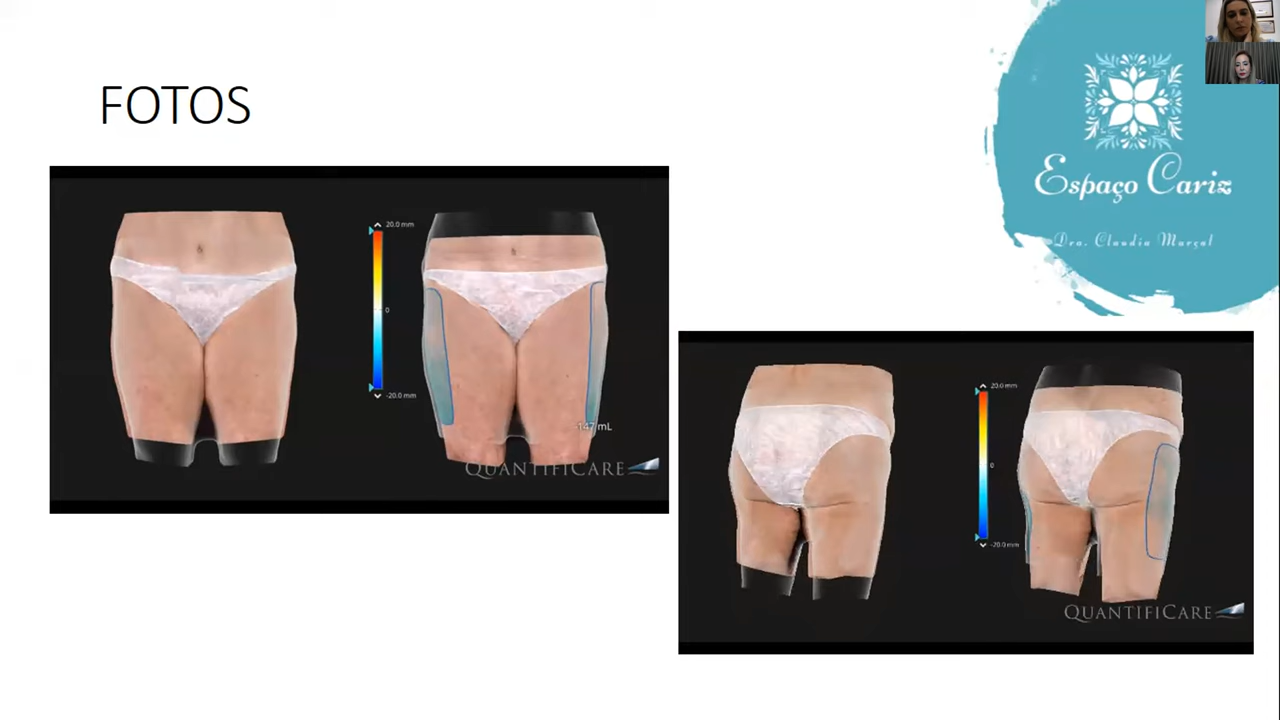 FOTOS
Espaço Cariz
Dra. Claudia Marçal
20.0 mm
0
-20.0 mm
-147 mL
QUANTIFICARE
20.0 mm
0
-20.0 mm
QUANTIFICARE